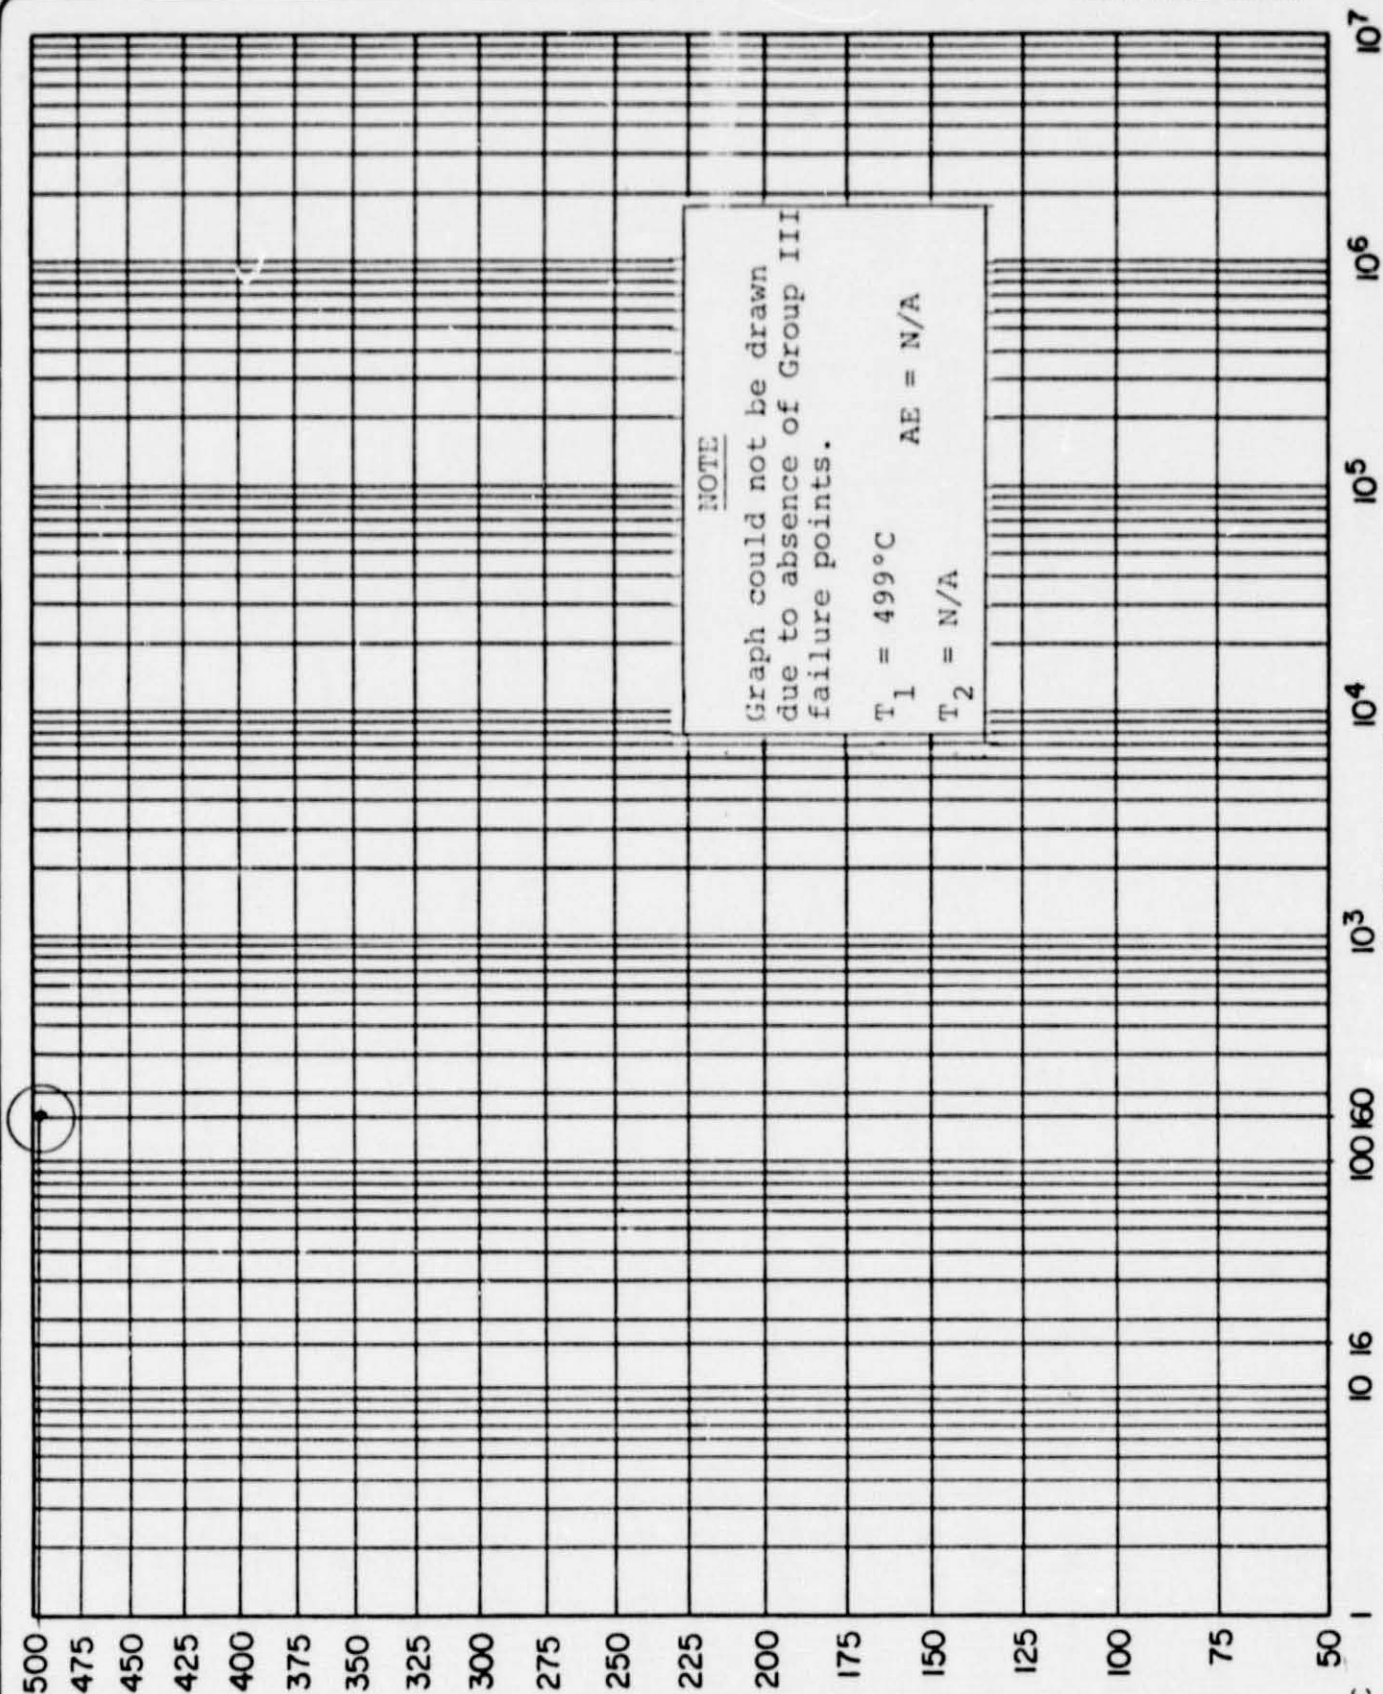 500
475
450
425
400
375
350
325
300
275
250
225
200
175
150
125
100
75
50
1 10 16 100 160 10³ 10⁴ 10⁵ 10⁶ 10⁷
NOTE
Graph could not be drawn
due to absence of Group III
failure points.
T₁ = 499°C
AE = N/A
T₂ = N/A